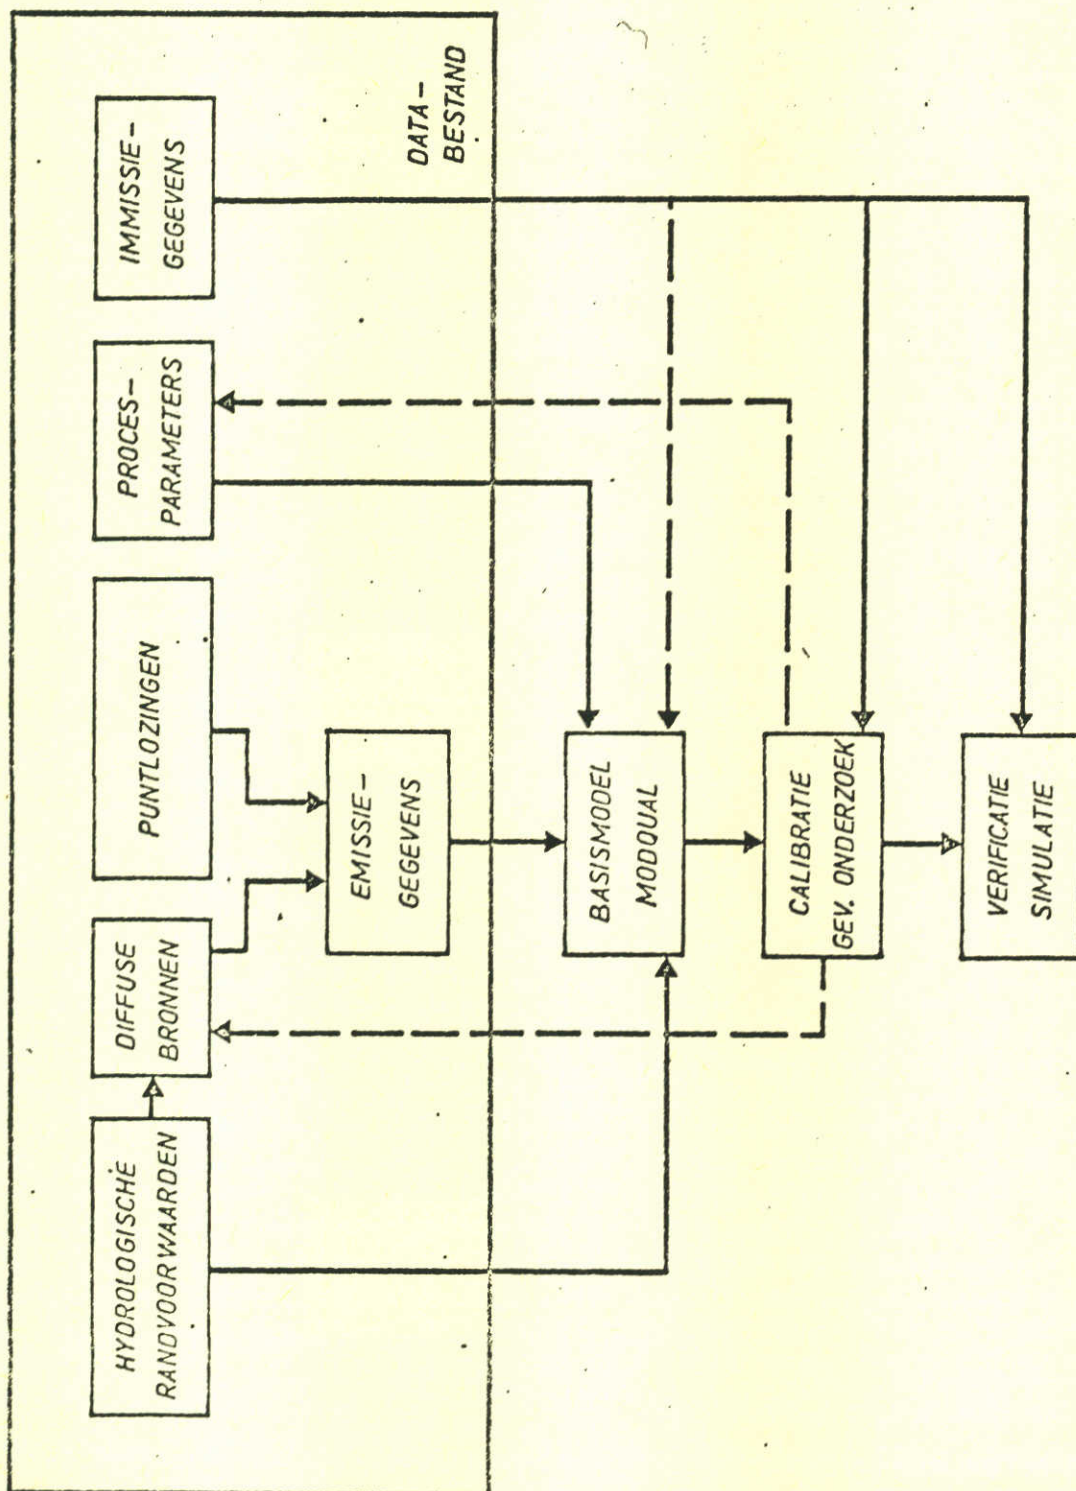 HYDROLOGISCHE
RANDVOORWAARDEN
DIFFUSE
BRONNEN
PUNTLOZINGEN
PROCES-
PARAMETERS
IMMISSIE-
GEGEVENS
EMISSIE-
GEGEVENS
DATA-
BESTAND
BASISMODEL
MODQUAL
CALIBRATIE
GEV. ONDERZOEK
VERIFICATIE
SIMULATIE